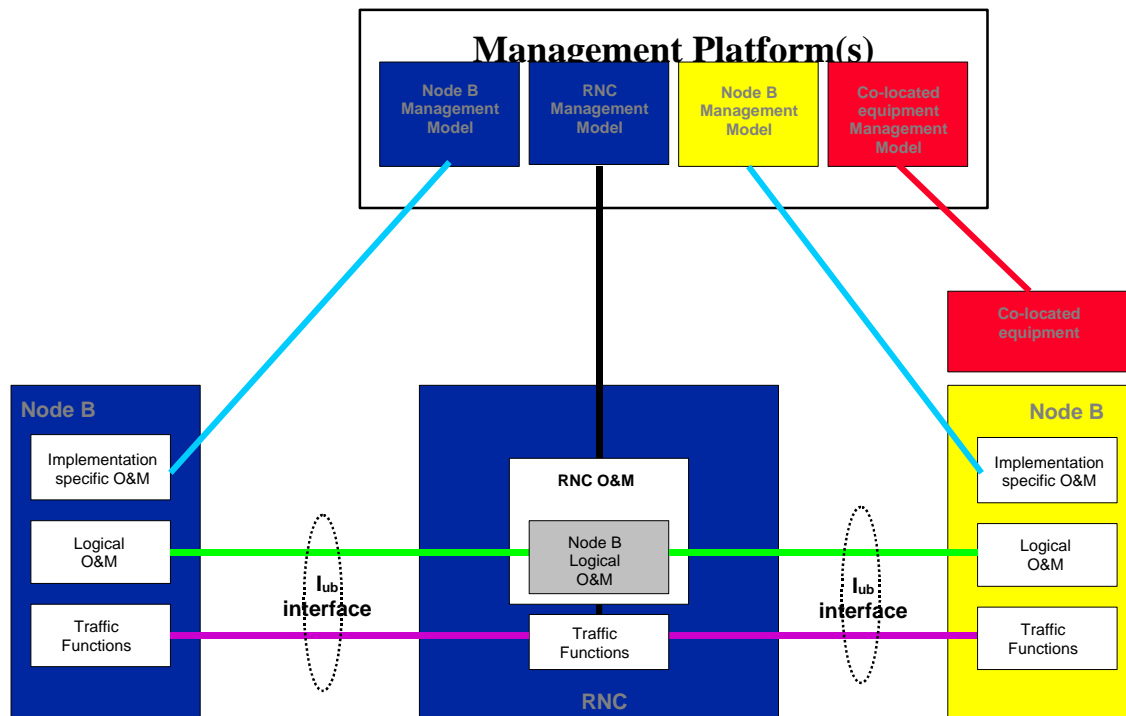 Management Platform(s)
Node B
Management
Model
RNC
Management
Model
Node B
Management
Model
Co-located
equipment
Management
Model
Co-located
equipment
Node B
Implementation
specific O&M
Logical
O&M
Traffic
Functions
Iub
interface
RNC O&M
Node B
Logical
O&M
Traffic
Functions
RNC
Iub
interface
Node B
Implementation
specific O&M
Logical
O&M
Traffic
Functions